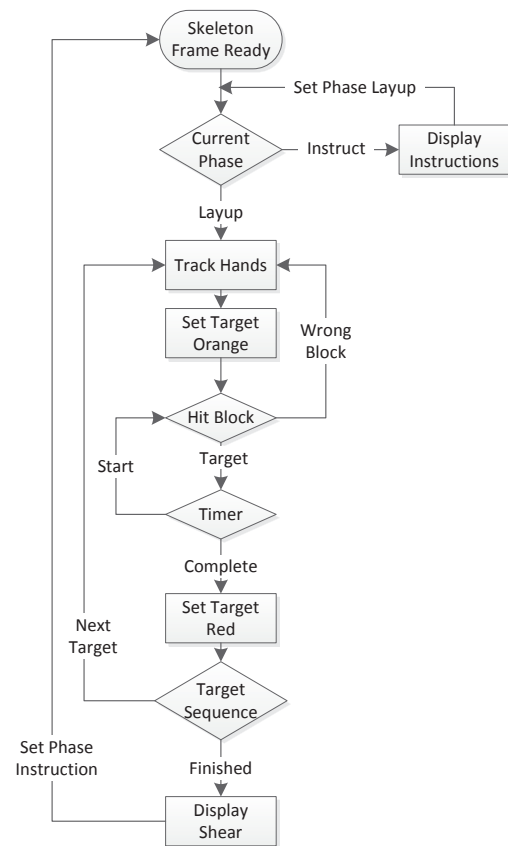 Skeleton
Frame Ready
Set Phase Layup
Current
Phase
Instruct
Display
Instructions
Layup
Track Hands
Set Target
Orange
Wrong
Block
Hit Block
Start
Target
Timer
Complete
Set Target
Red
Next
Target
Target
Sequence
Set Phase
Instruction
Finished
Display
Shear